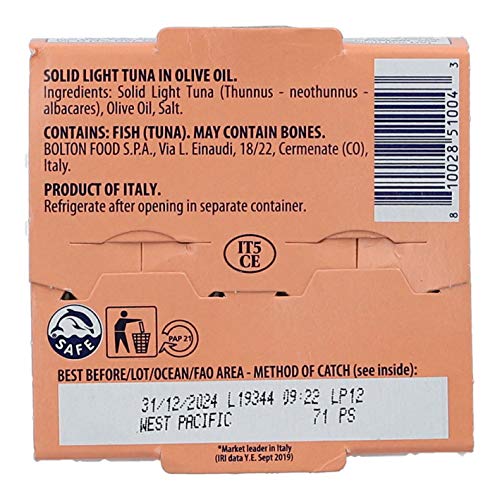 SOLID LIGHT TUNA IN OLIVE OIL.
Ingredients: Solid Light Tuna (Thunnus - neothunnus -
albacares), Olive Oil, Salt.
CONTAINS: FISH (TUNA). MAY CONTAIN BONES.
BOLTON FOOD S.P.A., Via L. Einaudi, 18/22, Cermenate (CO),
Italy.
PRODUCT OF ITALY.
Refrigerate after opening in separate container.
8 10028 51004 3
IT5
CE
SAFE
PAP 21
BEST BEFORE/LOT/OCEAN/FAO AREA - METHOD OF CATCH (see inside):
31/12/2024 L19344 09:22 LP12
WEST PACIFIC 71 PS
*Market leader in Italy
(IRI data Y.E. Sept 2019)